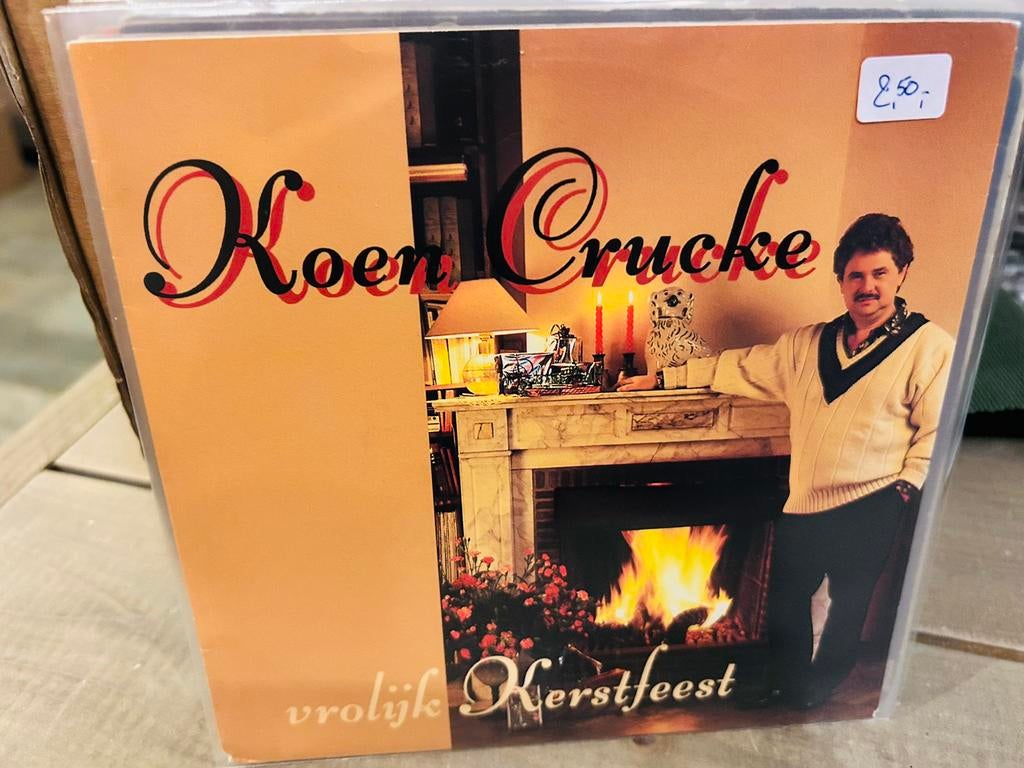 2,50,-
Koen Crucke
vrolijk Kerstfeest